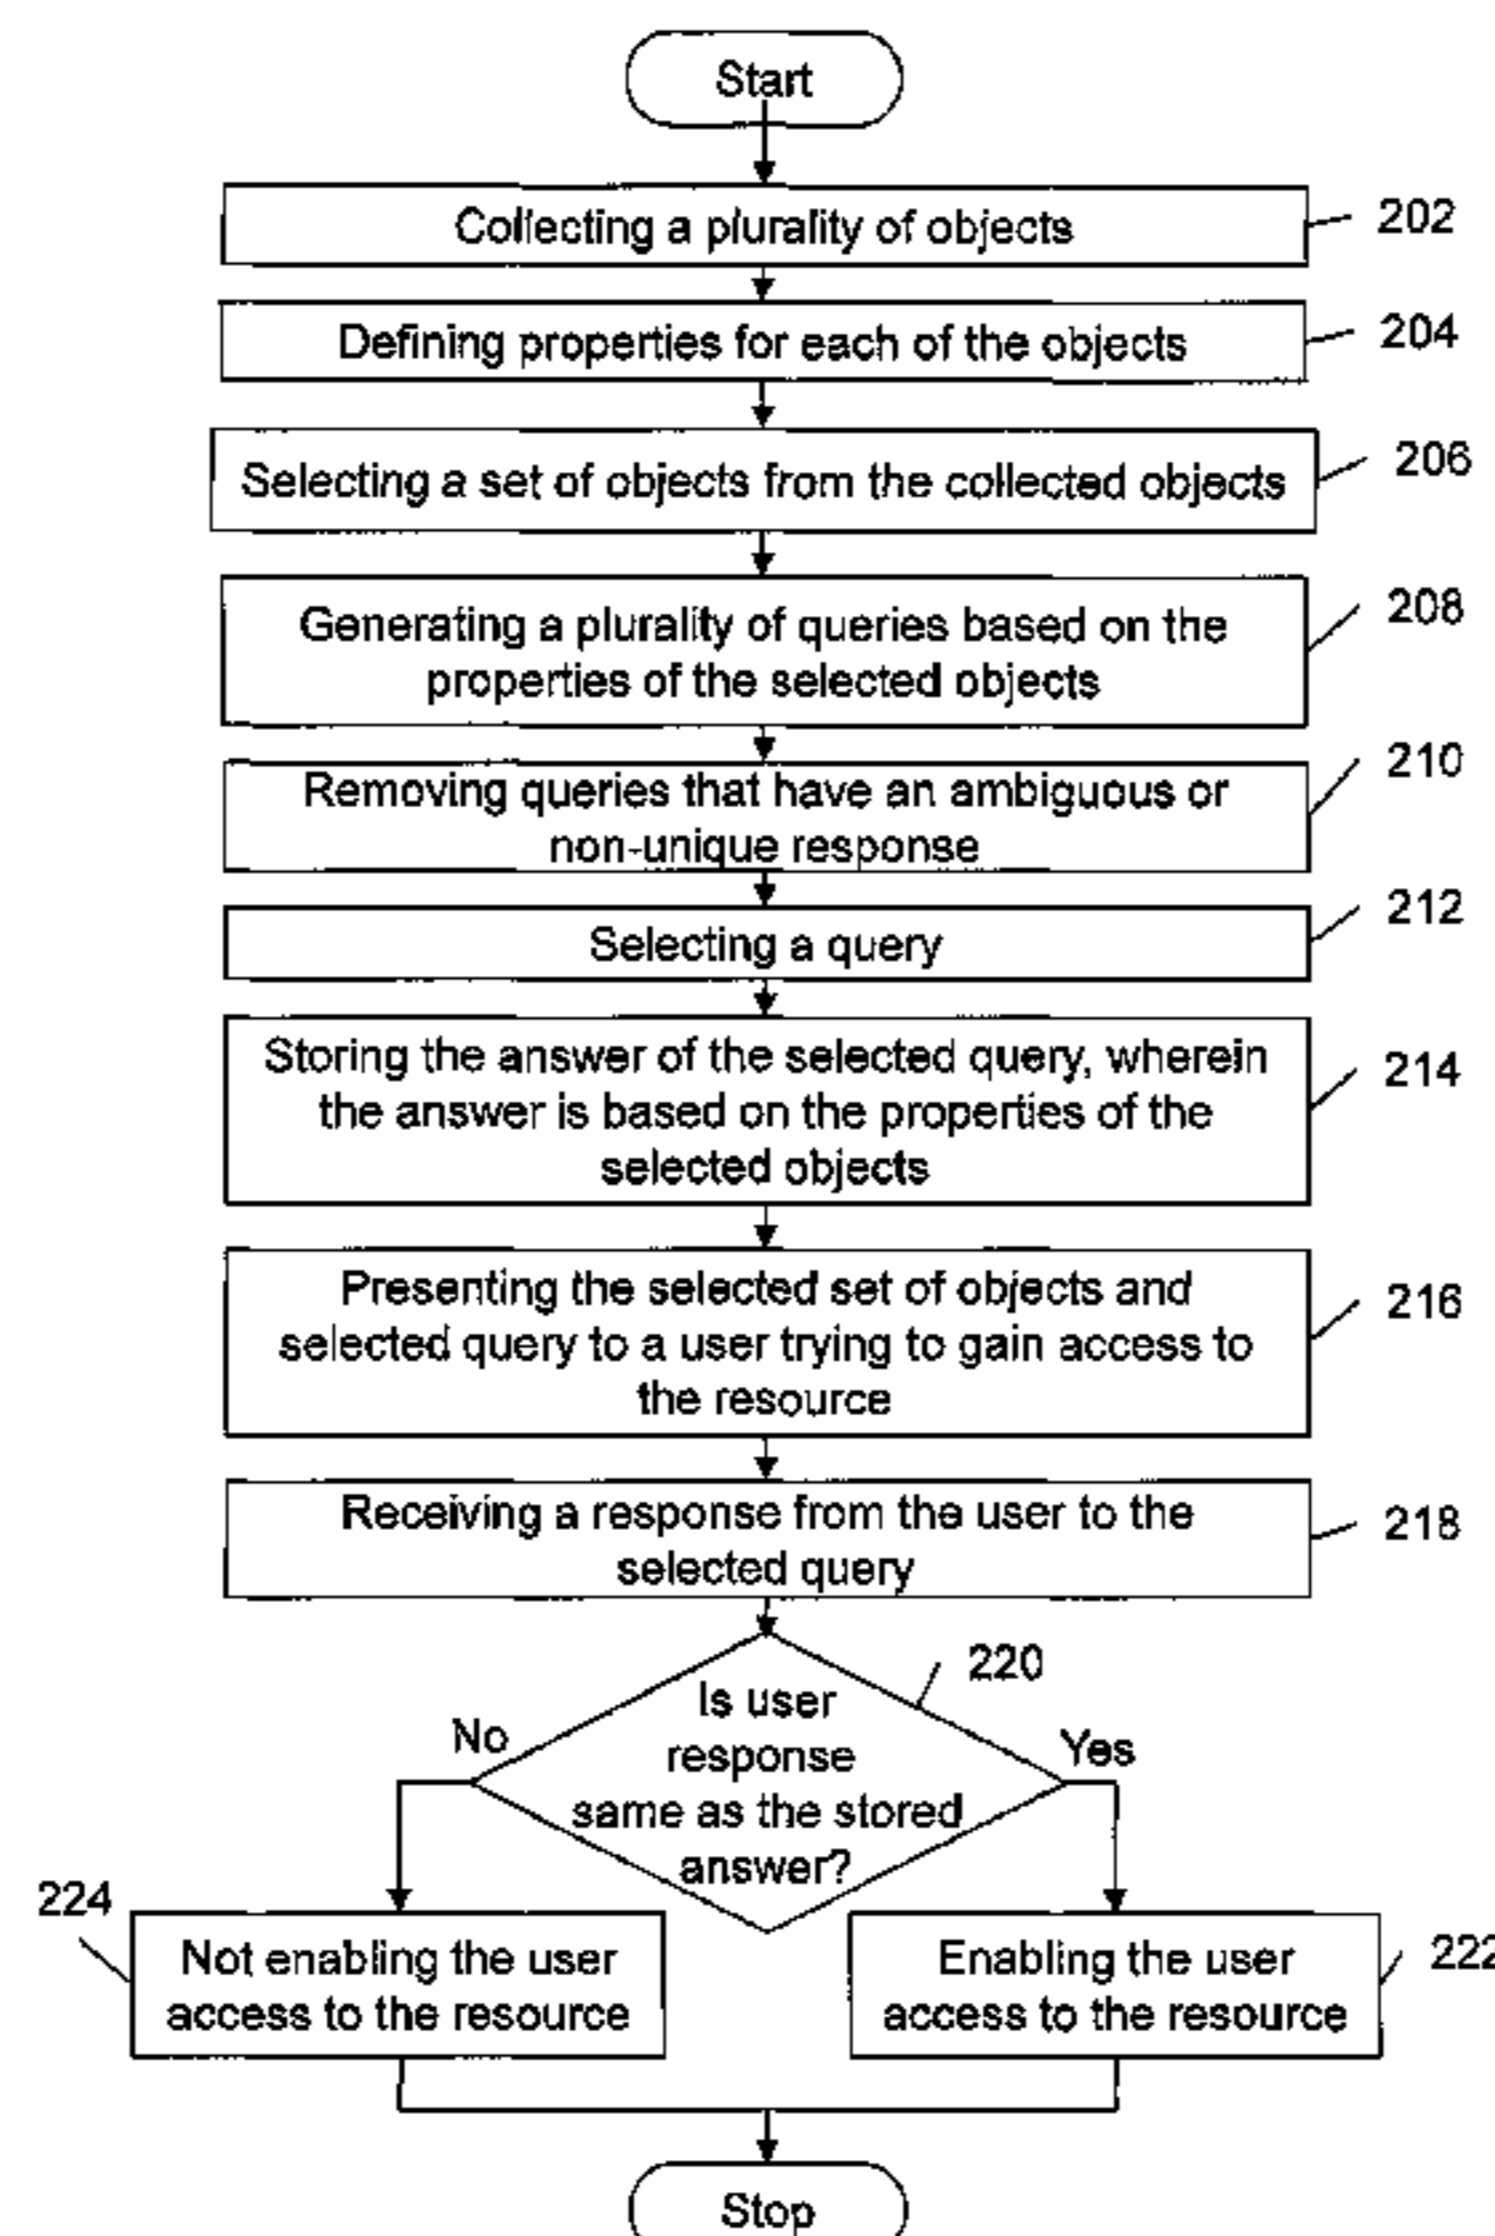 Start
Collecting a plurality of objects
202
Defining properties for each of the objects
204
Selecting a set of objects from the collected objects
206
Generating a plurality of queries based on the
properties of the selected objects
208
Removing queries that have an ambiguous or
non-unique response
210
Selecting a query
212
Storing the answer of the selected query, wherein
the answer is based on the properties of the
selected objects
214
Presenting the selected set of objects and
selected query to a user trying to gain access to
the resource
216
Receiving a response from the user to the
selected query
218
220
Is user
response
same as the stored
answer?
No
Yes
224
Not enabling the user
access to the resource
Enabling the user
access to the resource
222
Stop